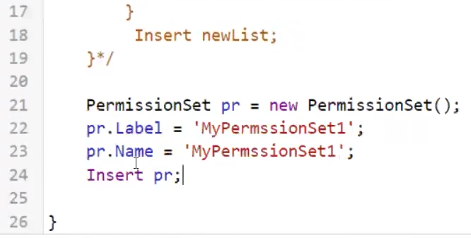 17 }
18 Insert newList;
19 }*/
20
21 PermissionSet pr = new PermissionSet();
22 pr.Label = 'MyPermssionSet1';
23 pr.Name = 'MyPermssionSet1';
24 Insert pr;
25
26 }